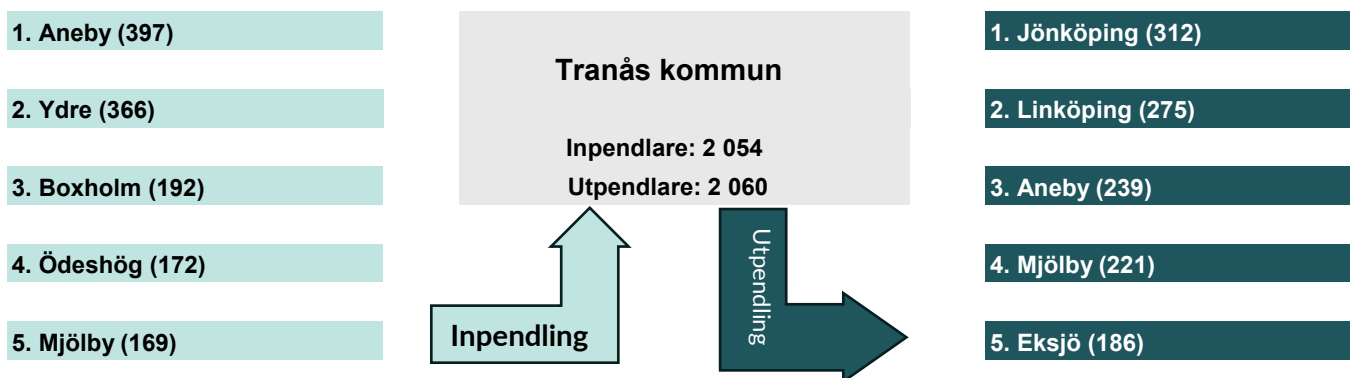 1. Aneby (397)
2. Ydre (366)
3. Boxholm (192)
4. Ödeshög (172)
5. Mjölby (169)
Tranås kommun
Inpendlare: 2 054
Utpendlare: 2 060
Inpendling
Utpendling
1. Jönköping (312)
2. Linköping (275)
3. Aneby (239)
4. Mjölby (221)
5. Eksjö (186)